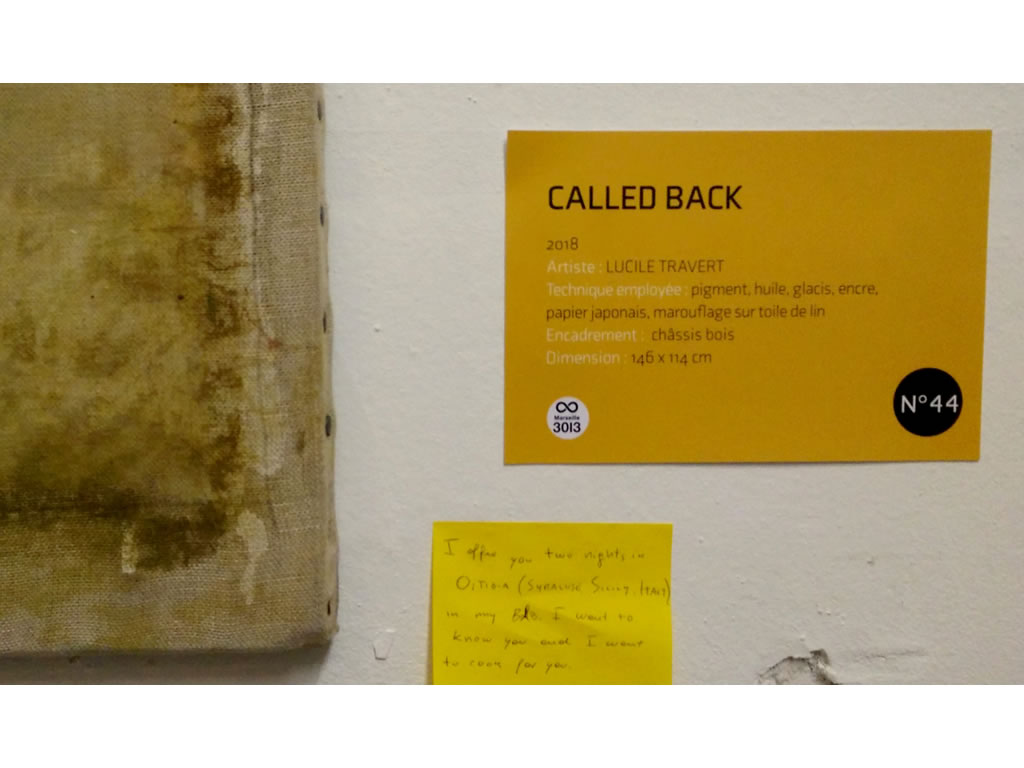 CALLED BACK
2018
Artiste : LUCILE TRAVERT
Technique employée : pigment, huile, glacis, encre,
papier japonais, marouflage sur toile de lin
Encadrement : châssis bois
Dimension : 146 x 114 cm
Marseille
3013
N°44
I offer you two nights in
(SYRACUSE SICILY, ITALY)
in my B&B. I want to
know you and I want
to cook for you.